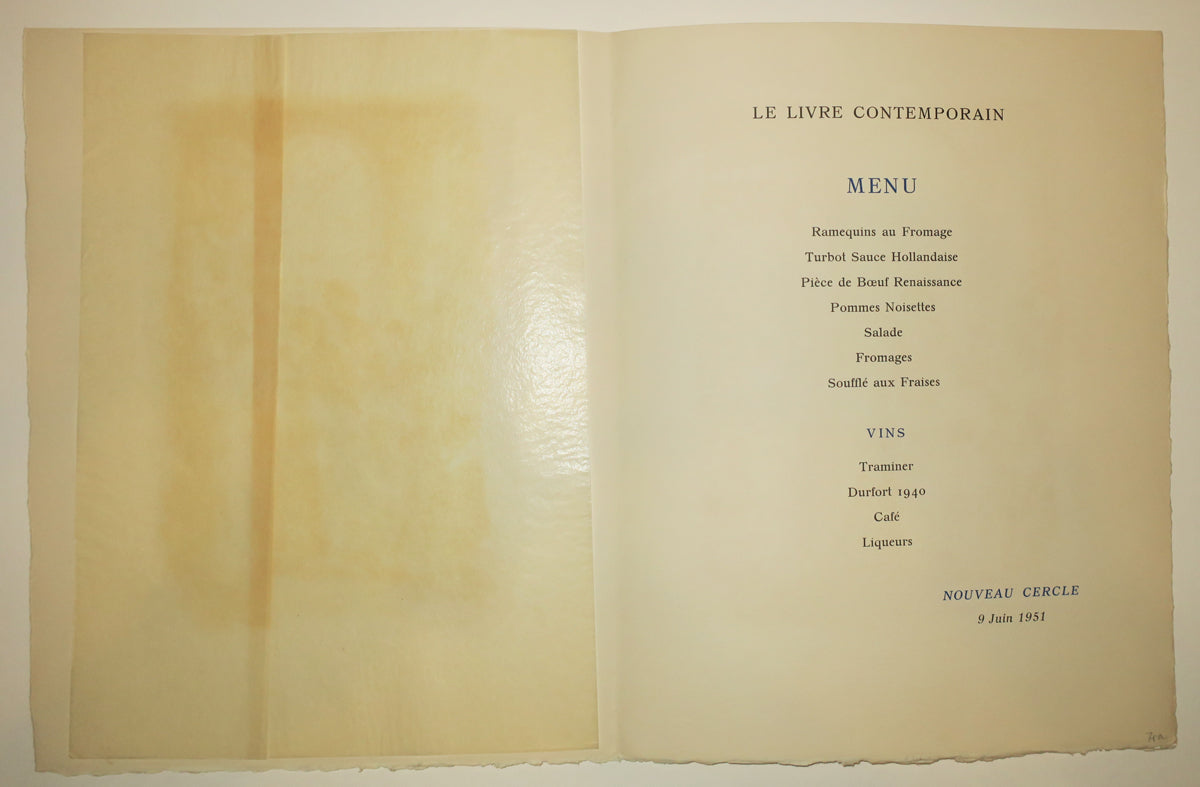 LE LIVRE CONTEMPORAIN
MENU
Ramequins au Fromage
Turbot Sauce Hollandaise
Pièce de Bœuf Renaissance
Pommes Noisettes
Salade
Fromages
Soufflé aux Fraises
VINS
Traminer
Durfort 1940
Café
Liqueurs
NOUVEAU CERCLE
9 Juin 1951